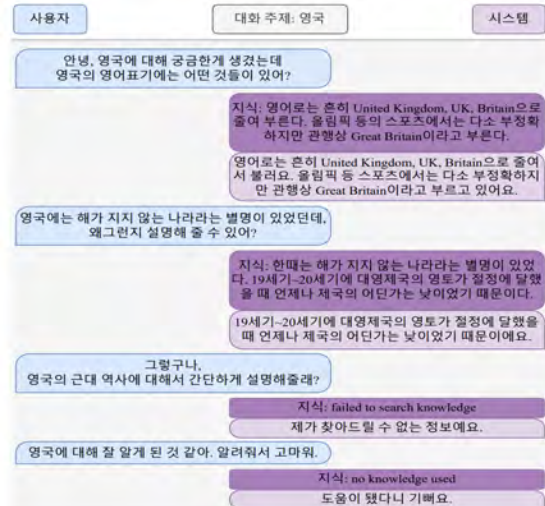 사용자
대화 주제: 영국
시스템
안녕, 영국에 대해 궁금한게 생겼는데
영국의 영어표기에는 어떤 것들이 있어?
지식: 영어로는 흔히 United Kingdom, UK, Britain으로
줄여 부른다. 올림픽 등의 스포츠에서는 다소 부정확
하지만 관행상 Great Britain이라고 부른다.
영어로는 흔히 United Kingdom, UK, Britain으로 줄여
서 불러요. 올림픽 등 스포츠에서는 다소 부정확하지
만 관행상 Great Britain이라고 부르고 있어요.
영국에는 해가 지지 않는 나라라는 별명이 있었던데,
왜그런지 설명해 줄 수 있어?
지식: 한때는 해가 지지 않는 나라라는 별명이 있었
다. 19세기~20세기에 대영제국의 영토가 절정에 달했
을 때 언제나 제국의 어딘가는 낮이었기 때문이다.
19세기~20세기에 대영제국의 영토가 절정에 달했을
때 언제나 제국의 어딘가는 낮이었기 때문이에요.
그렇구나,
영국의 근대 역사에 대해서 간단하게 설명해줄래?
지식: failed to search knowledge
제가 찾아드릴 수 없는 정보예요.
영국에 대해 잘 알게 된 것 같아. 알려줘서 고마워.
지식: no knowledge used
도움이 됐다니 기뻐요.